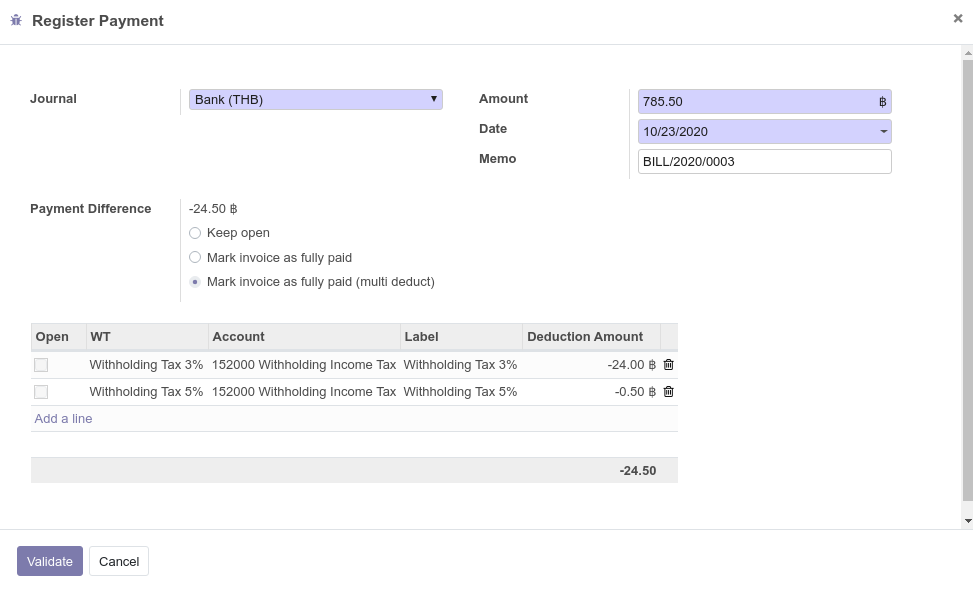 Register Payment
×
Journal
Bank (THB)
Amount
785.50 ฿
Date
10/23/2020
Memo
BILL/2020/0003
Payment Difference
-24.50 ฿
Keep open
Mark invoice as fully paid
Mark invoice as fully paid (multi deduct)
Open WT Account Label Deduction Amount
Withholding Tax 3% 152000 Withholding Income Tax Withholding Tax 3% -24.00 ฿
Withholding Tax 5% 152000 Withholding Income Tax Withholding Tax 5% -0.50 ฿
Add a line
-24.50
Validate Cancel